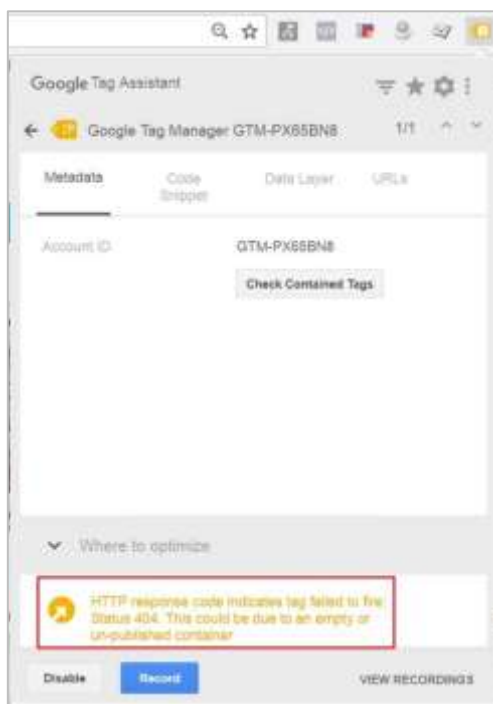 Google Tag Assistant
Google Tag Manager GTM-PX65BN8 1/1
Metadata Code Snippet Data Layer URLs
Account ID GTM-PX65BN8
Check Contained Tags
Where to optimize
HTTP response code indicates tag failed to fire
Status 404. This could be due to an empty or
un-published container
Disable Record VIEW RECORDINGS